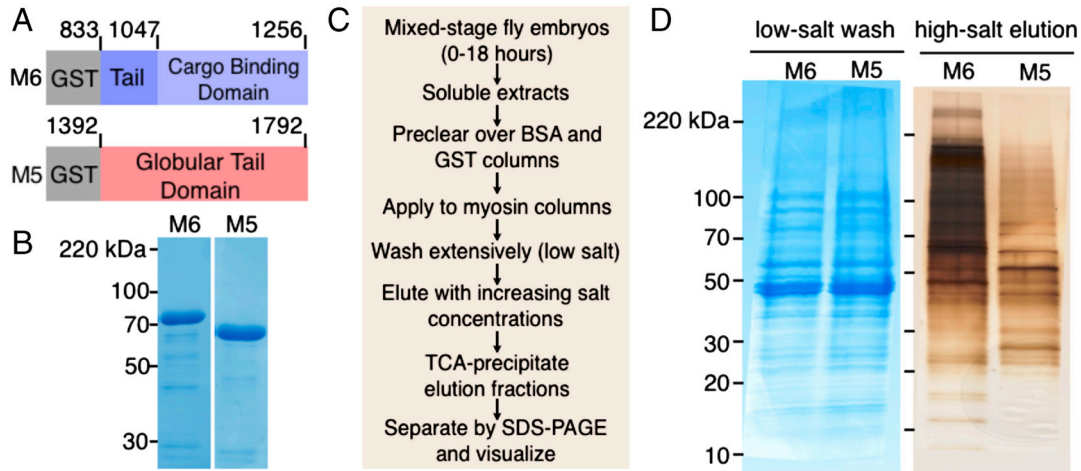 A
833 1047 1256
M6 GST Tail Cargo Binding
Domain
1392 1792
M5 GST Globular Tail
Domain
B
M6 M5
220 kDa
100
70
50
30
C
Mixed-stage fly embryos
(0-18 hours)
Soluble extracts
Preclear over BSA and
GST columns
Apply to myosin columns
Wash extensively (low salt)
Elute with increasing salt
concentrations
TCA-precipitate
elution fractions
Separate by SDS-PAGE
and visualize
D
low-salt wash high-salt elution
M6 M5 M6 M5
220 kDa
100
70
50
30
20
10